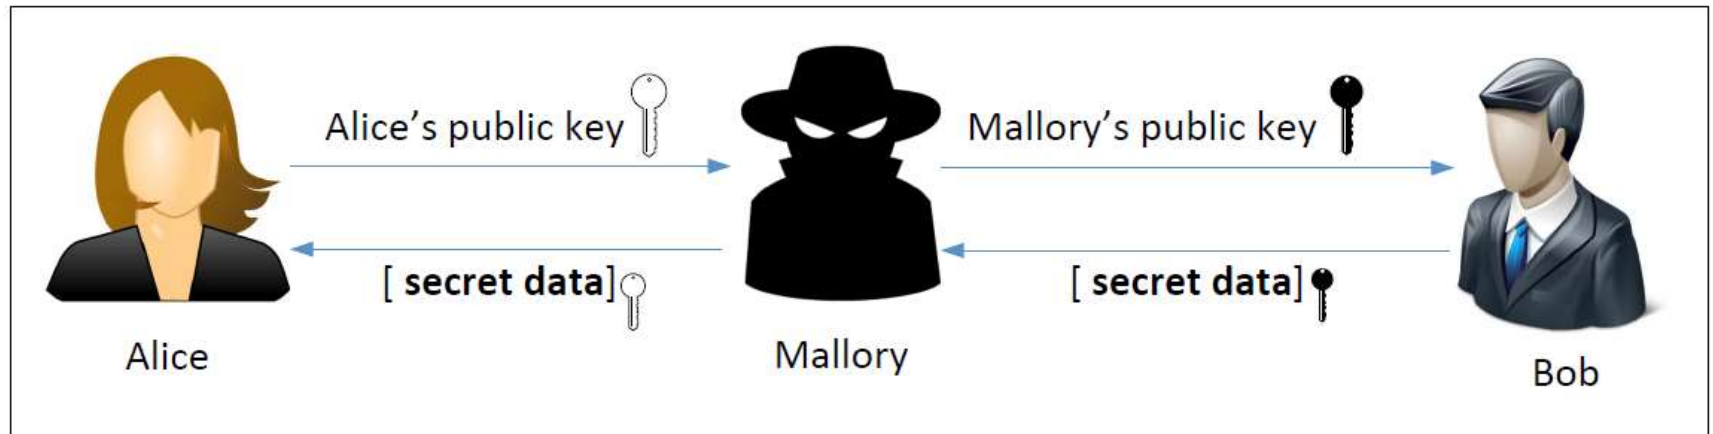 Alice's public key
Mallory's public key
[ secret data]
[ secret data]
Alice
Mallory
Bob